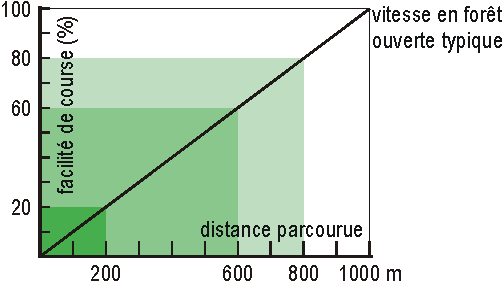 100
80
60
20
facilité de course (%)
vitesse en forêt
ouverte typique
distance parcourue
200 600 800 1000 m